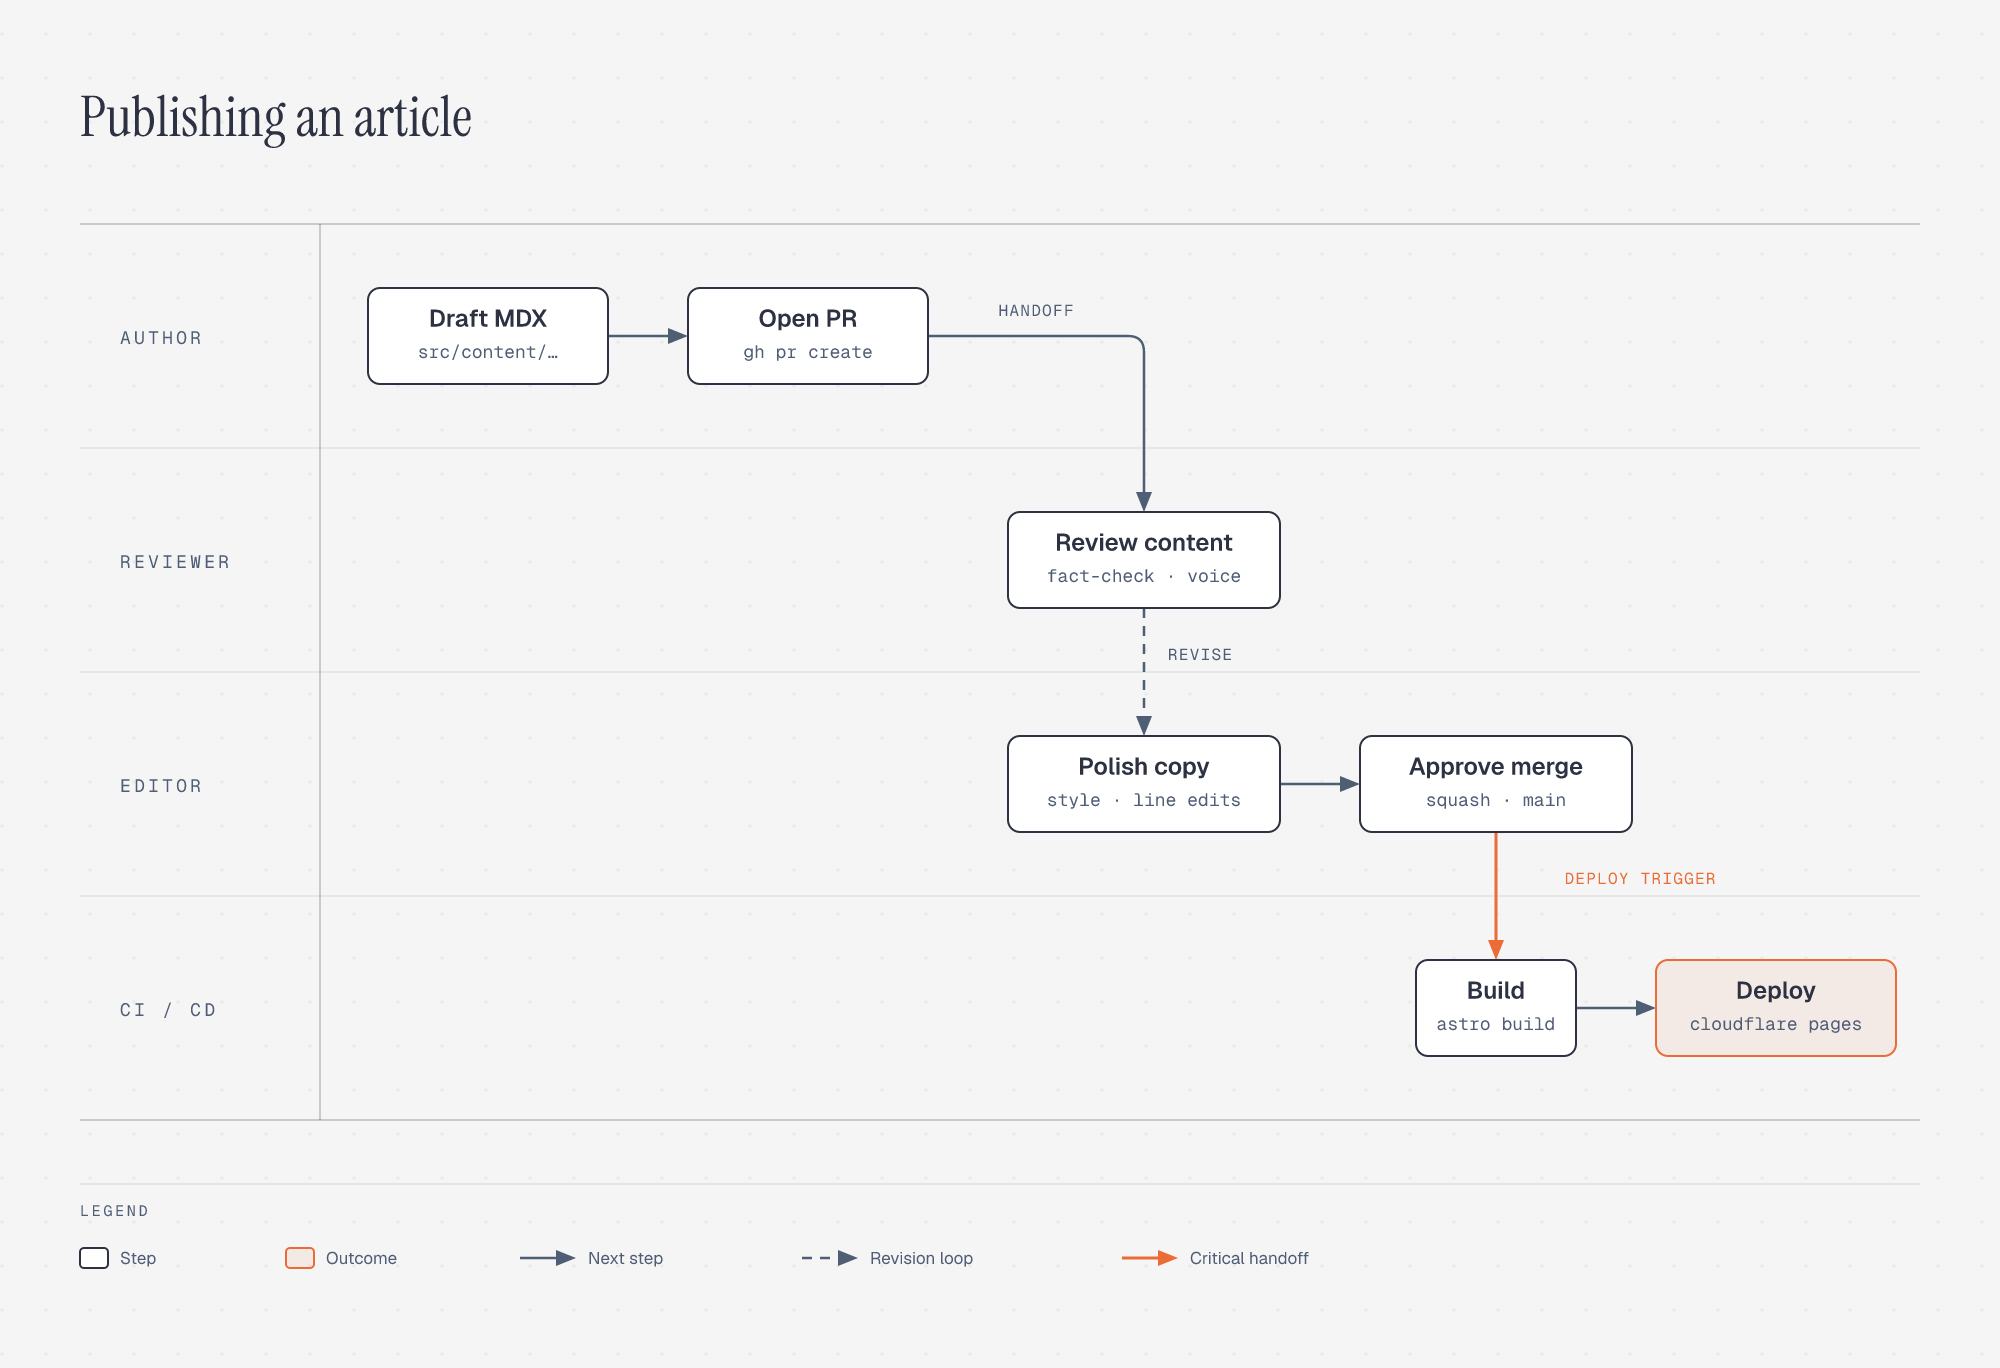 Publishing an article
AUTHOR
Draft MDX
src/content/…
Open PR
gh pr create
HANDOFF
REVIEWER
Review content
fact-check · voice
REVISE
EDITOR
Polish copy
style · line edits
Approve merge
squash · main
DEPLOY TRIGGER
CI / CD
Build
astro build
Deploy
cloudflare pages
LEGEND
Step
Outcome
Next step
Revision loop
Critical handoff